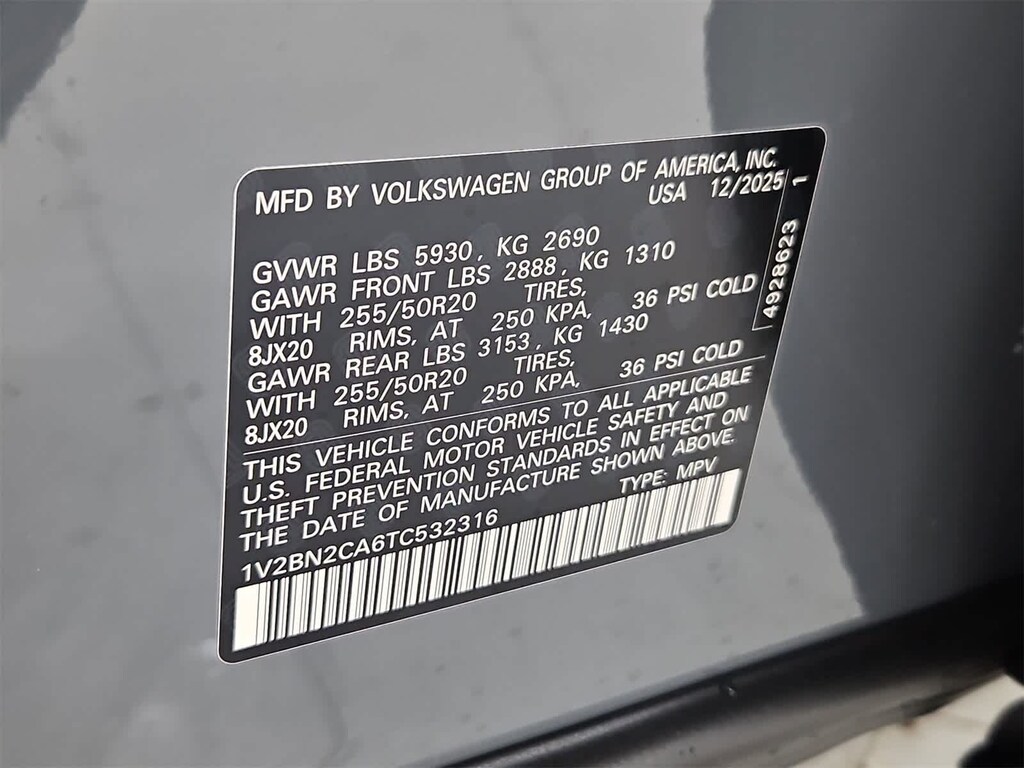 MFD BY VOLKSWAGEN GROUP OF AMERICA, INC.
USA 12/2025
GVWR LBS 5930, KG 2690
GAWR FRONT LBS 2888, KG 1310
WITH 255/50R20 TIRES,
8JX20 RIMS, AT 250 KPA, 36 PSI COLD
GAWR REAR LBS 3153, KG 1430
WITH 255/50R20 TIRES,
8JX20 RIMS, AT 250 KPA, 36 PSI COLD
THIS VEHICLE CONFORMS TO ALL APPLICABLE
U.S. FEDERAL MOTOR VEHICLE SAFETY AND
THEFT PREVENTION STANDARDS IN EFFECT ON
THE DATE OF MANUFACTURE SHOWN ABOVE.
TYPE: MPV
1V2BN2CA6TC532316
4928623 1